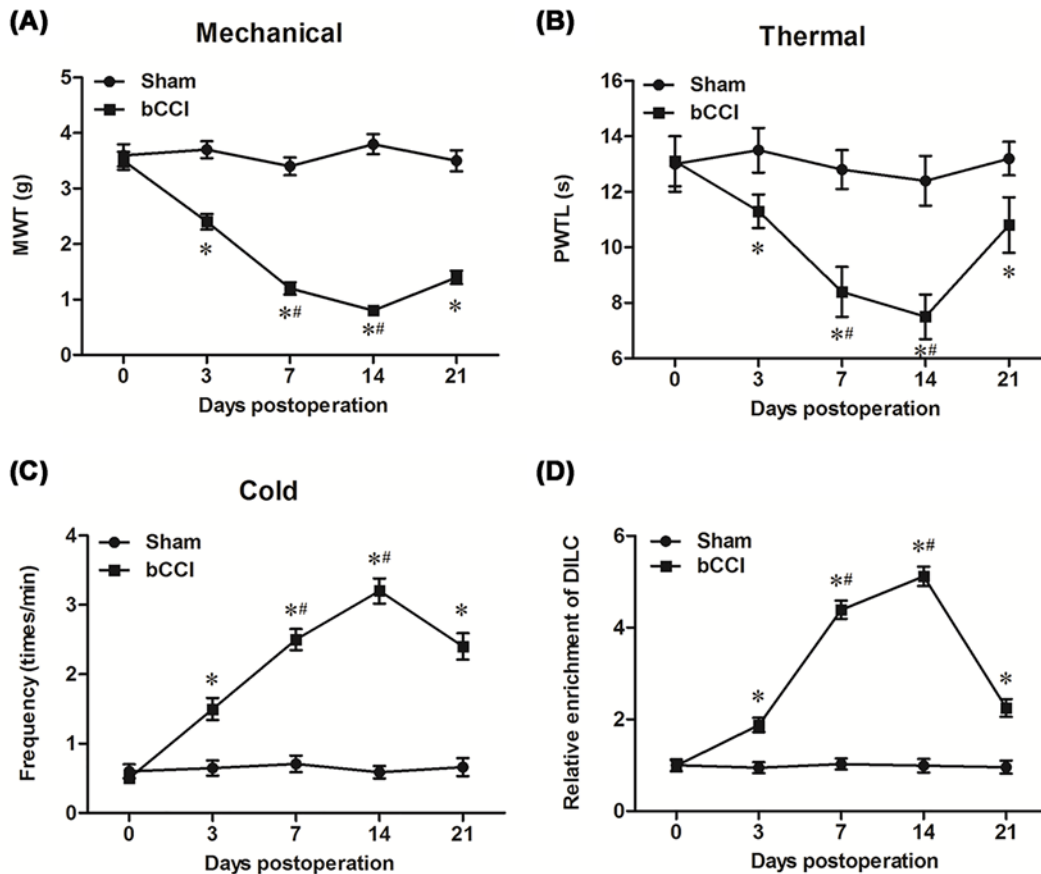 (A)
Mechanical
MWT (g)
5
4
3
2
1
0
Sham
bCCI
*
*#
*#
*
0 3 7 14 21
Days postoperation
(B)
Thermal
PWTL (s)
16
14
12
10
8
6
Sham
bCCI
*
*#
*#
*
0 3 7 14 21
Days postoperation
(C)
Cold
Frequency (times/min)
4
3
2
1
0
Sham
bCCI
*
*#
*#
*
0 3 7 14 21
Days postoperation
(D)
Relative enrichment of DILC
6
4
2
0
Sham
bCCI
*
*#
*#
*
0 3 7 14 21
Days postoperation